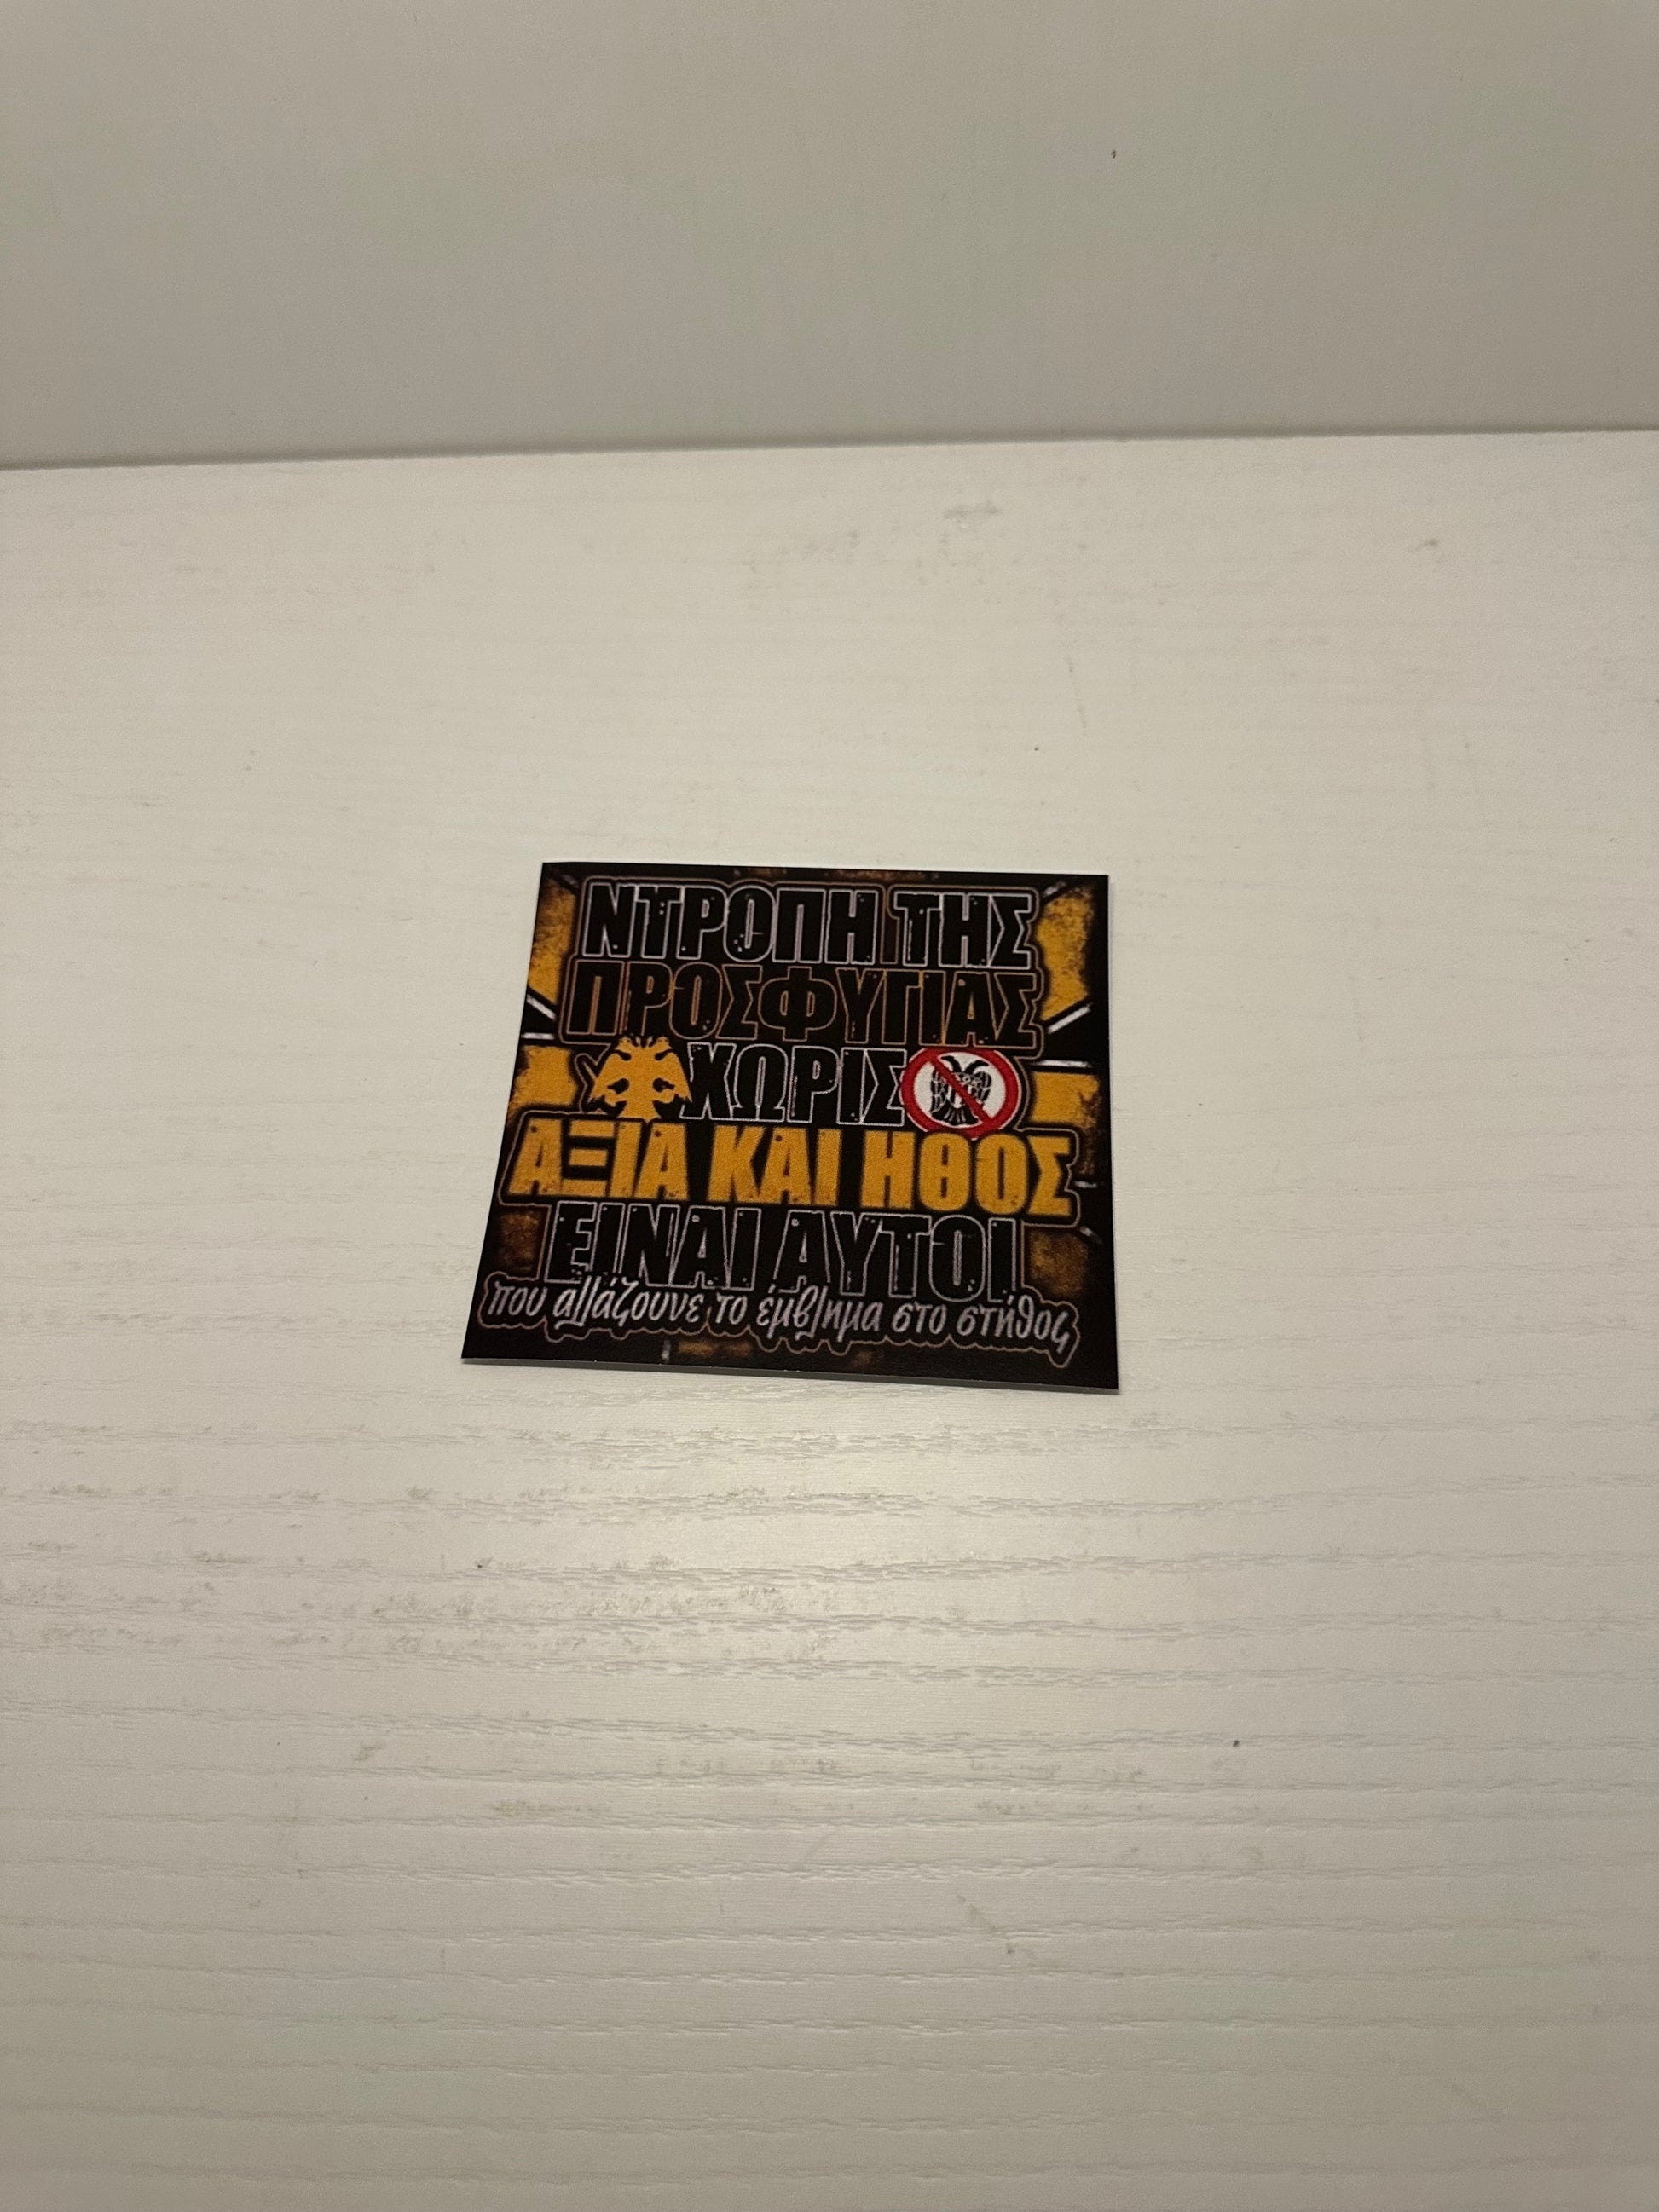 ΝΤΡΟΠΗ ΤΗΣ
ΠΡΟΣΦΥΓΙΑΣ
ΧΩΡΙΣ
ΑΞΙΑ ΚΑΙ ΗΘΟΣ
ΕΙΝΑΙ ΑΥΤΟΙ
που αλλάζουνε το έμβλημα στο στήθος